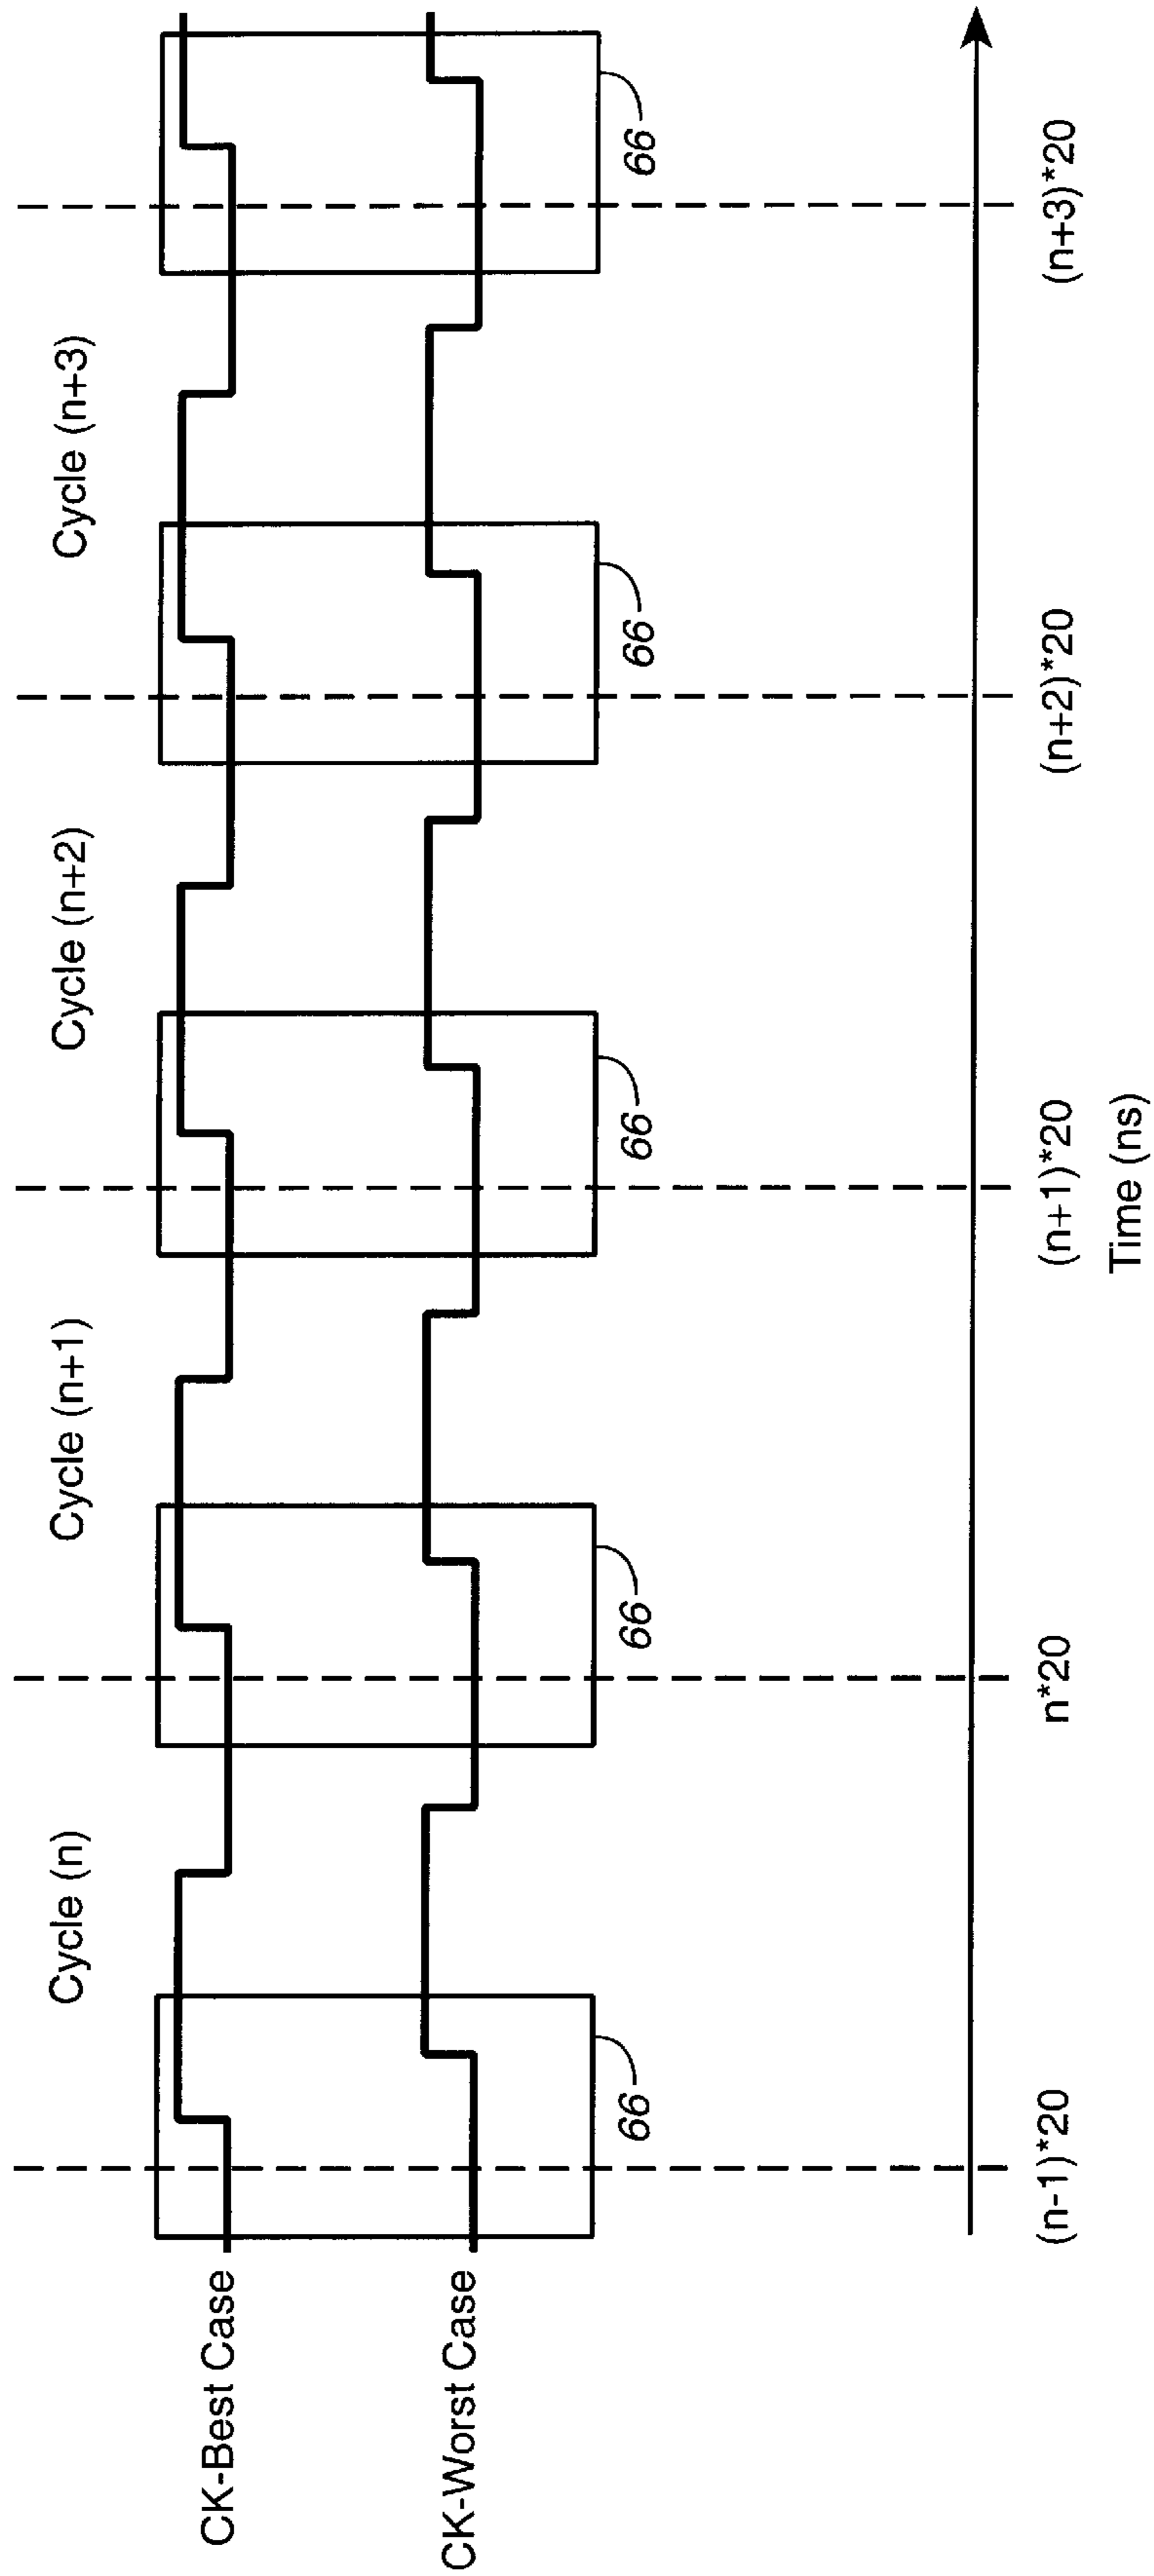 Cycle (n)
Cycle (n+1)
Cycle (n+2)
Cycle (n+3)
CK-Best Case
CK-Worst Case
66
66
66
66
66
(n-1)*20
n*20
(n+1)*20
(n+2)*20
(n+3)*20
Time (ns)